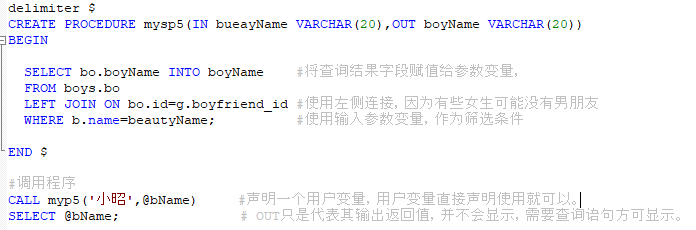 delimiter $
CREATE PROCEDURE mysp5(IN bueayName VARCHAR(20),OUT boyName VARCHAR(20))
BEGIN
SELECT bo.boyName INTO boyName #将查询结果字段赋值给参数变量,
FROM boys.bo
LEFT JOIN ON bo.id=g.boyfriend_id #使用左侧连接, 因为有些女生可能没有男朋友
WHERE b.name=beautyName; #使用输入参数变量, 作为筛选条件
END $
#调用程序
CALL myp5('小昭',@bName) #声明一个用户变量, 用户变量直接声明使用就可以。
SELECT @bName; # OUT只是代表其输出返回值, 并不会显示, 需要查询语句方可显示。